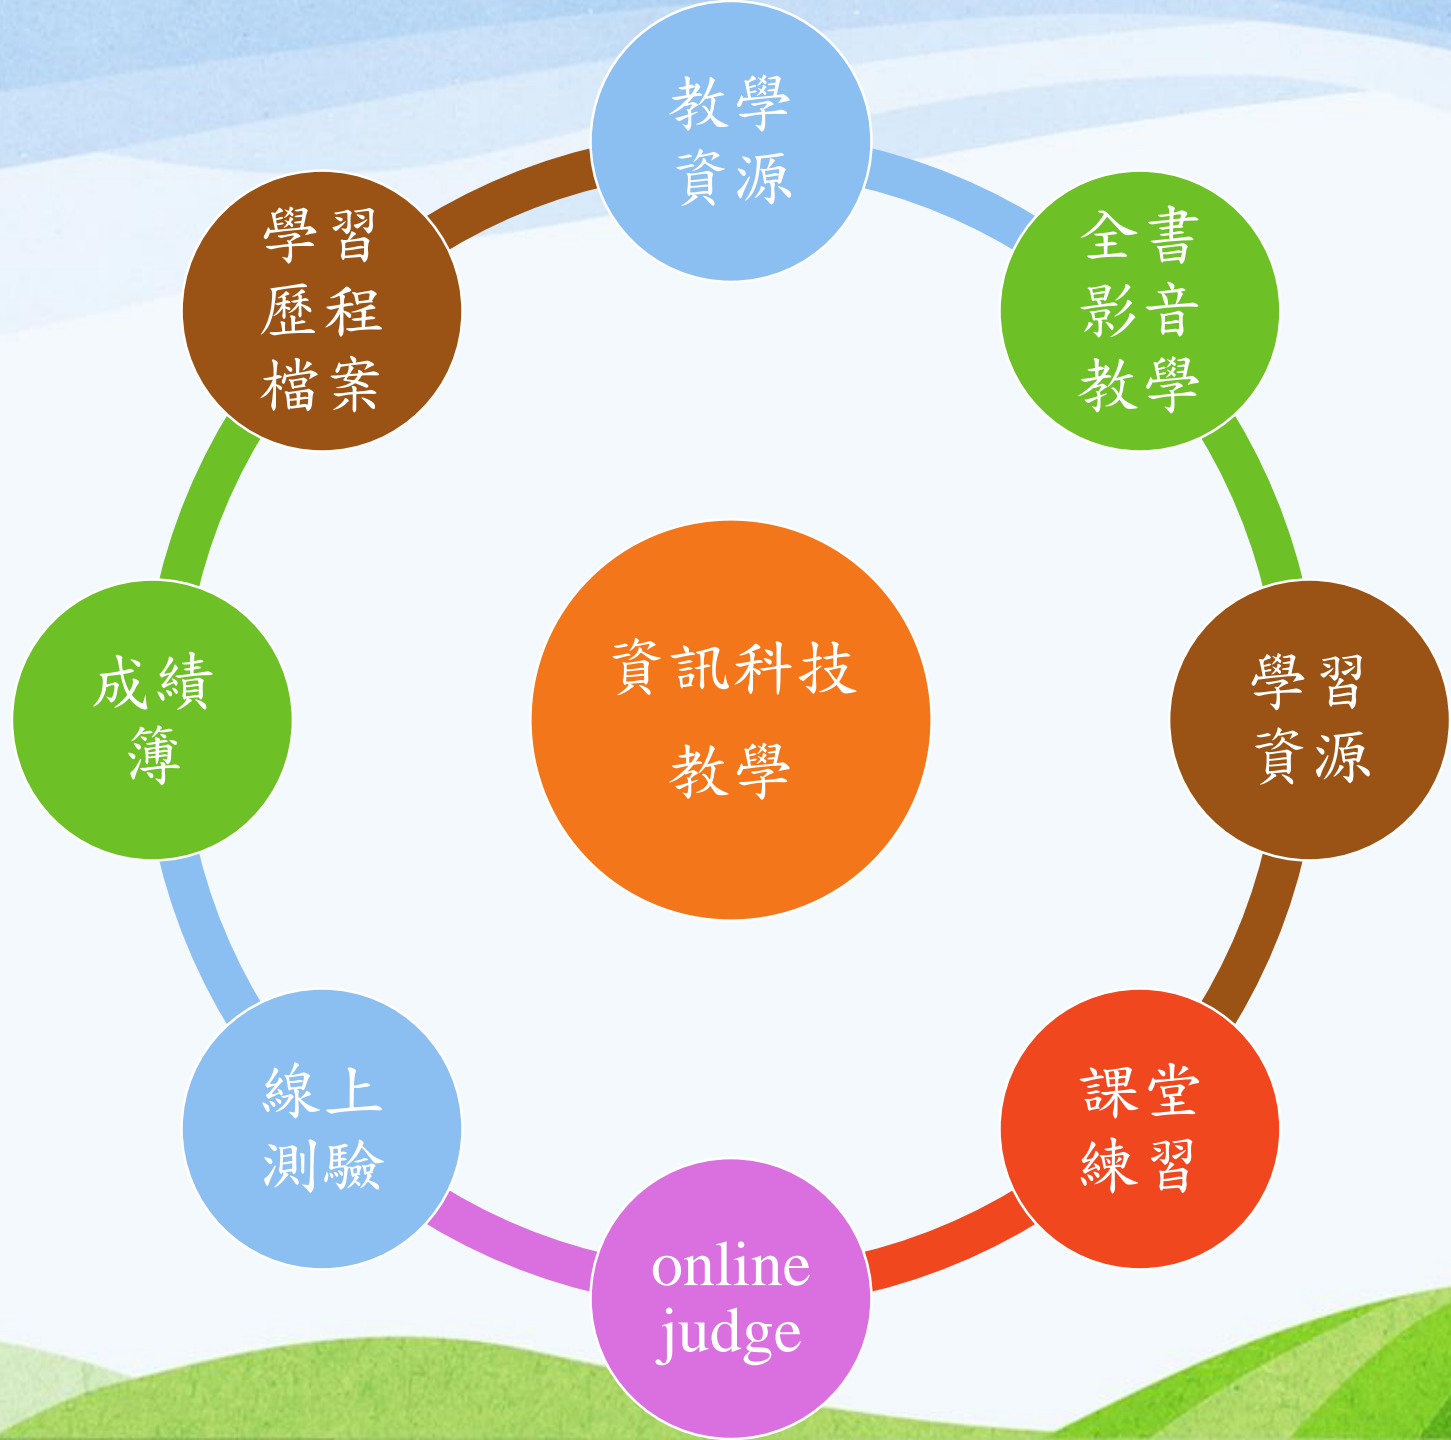 教學
資源
全書
影音
教學
學習
資源
課堂
練習
online
judge
線上
測驗
成績
簿
學習
歷程
檔案
資訊科技
教學